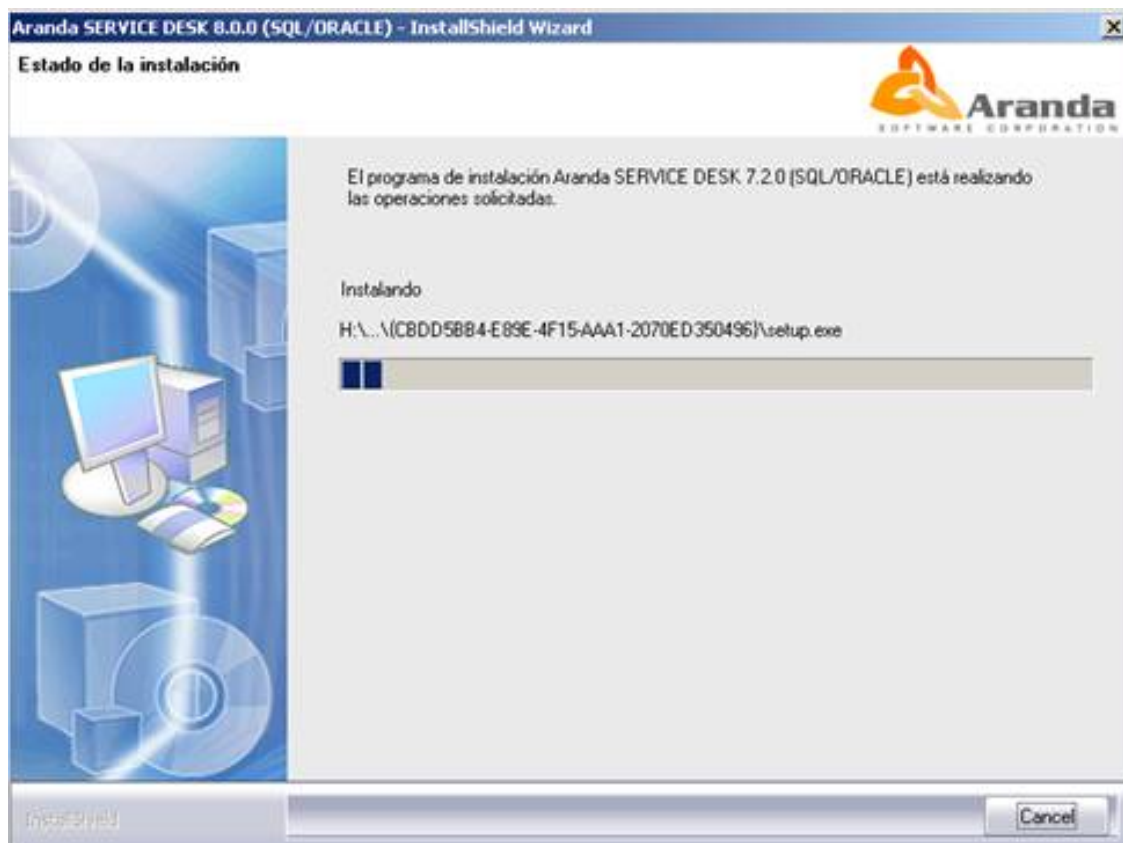 Aranda SERVICE DESK 8.0.0 (SQL/ORACLE) - InstallShield Wizard
Estado de la instalación
Aranda
SOFTWARE CORPORATION
El programa de instalación Aranda SERVICE DESK 7.2.0 (SQL/ORACLE) está realizando
las operaciones solicitadas.
Instalando
H:\...\{CBDD5BB4-E89E-4F15-AAA1-2070ED350496}\setup.exe
InstallShield
Cancel